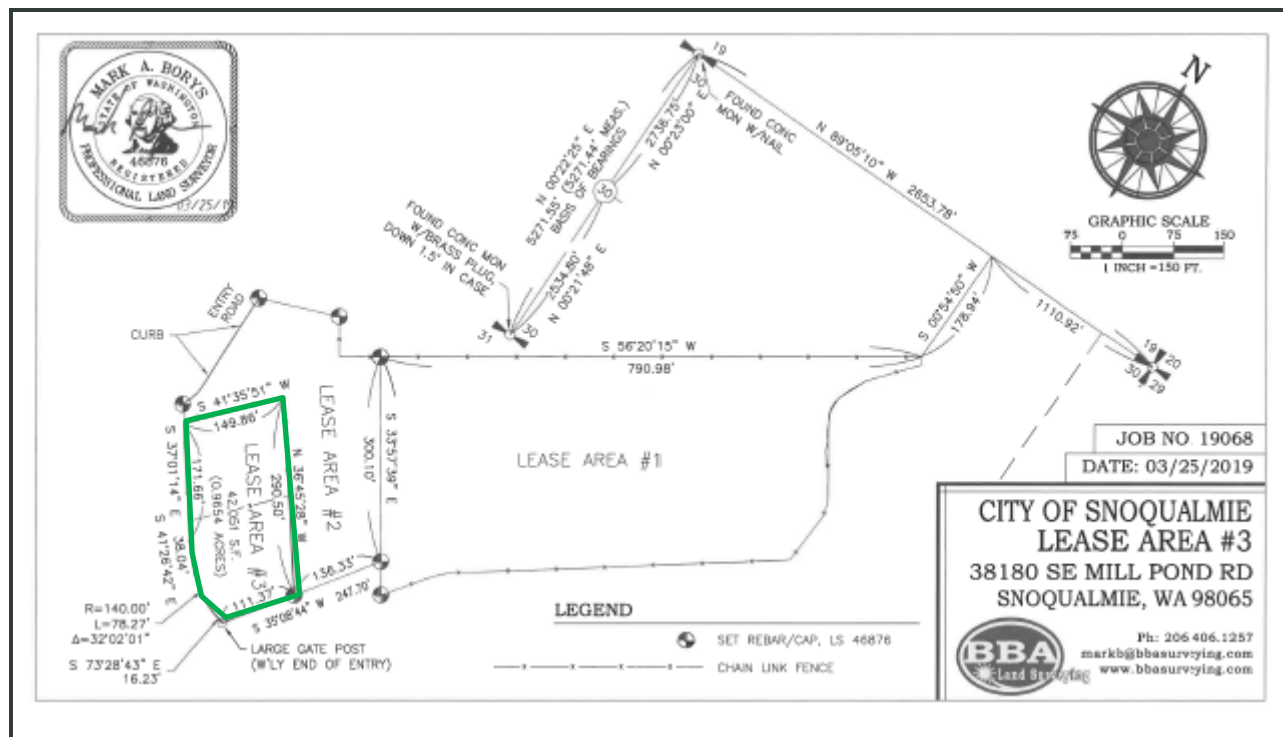 MARK A. BORYS
STATE OF WASHINGTON
46876
REGISTERED
PROFESSIONAL LAND SURVEYOR
19
30
FOUND CONC
MON W/NAIL
N
N 89°05'10" W 2653.78'
2736.75'
N 00°23'00" E
N 00°22'25" E
5271.55' (5271.44' MEAS.)
BASIS OF BEARINGS
30
2534.80'
N 00°21'48" E
FOUND CONC MON
W/BRASS PLUG,
DOWN 1.5' IN CASE
31
30
GRAPHIC SCALE
75 0 75 150
1 INCH =150 FT.
S 00°54'50" W
178.94'
1110.92'
19 20
30 29
ENTRY
ROAD
CURB
S 56°20'15" W
790.98'
S 41°35'51" W
149.86'
LEASE AREA #2
S 33°57'39" E
300.10'
LEASE AREA #1
S 37°01'14" E
171.66'
LEASE AREA #3
42,051 S.F.
(0.9654 ACRES)
N 36°45'28" W
290.50'
S 41°26'42" E 38.04'
136.33'
111.37'
S 35°08'44" W 247.70'
R=140.00'
L=78.27'
Δ=32°02'01"
S 73°28'43" E
16.23'
LARGE GATE POST
(W'LY END OF ENTRY)
LEGEND
SET REBAR/CAP, LS 46876
CHAIN LINK FENCE
JOB NO. 19068
DATE: 03/25/2019
CITY OF SNOQUALMIE
LEASE AREA #3
38180 SE MILL POND RD
SNOQUALMIE, WA 98065
BBA
Land Surveying
Ph: 206 406.1257
markb@bbasurveying.com
www.bbasurveying.com